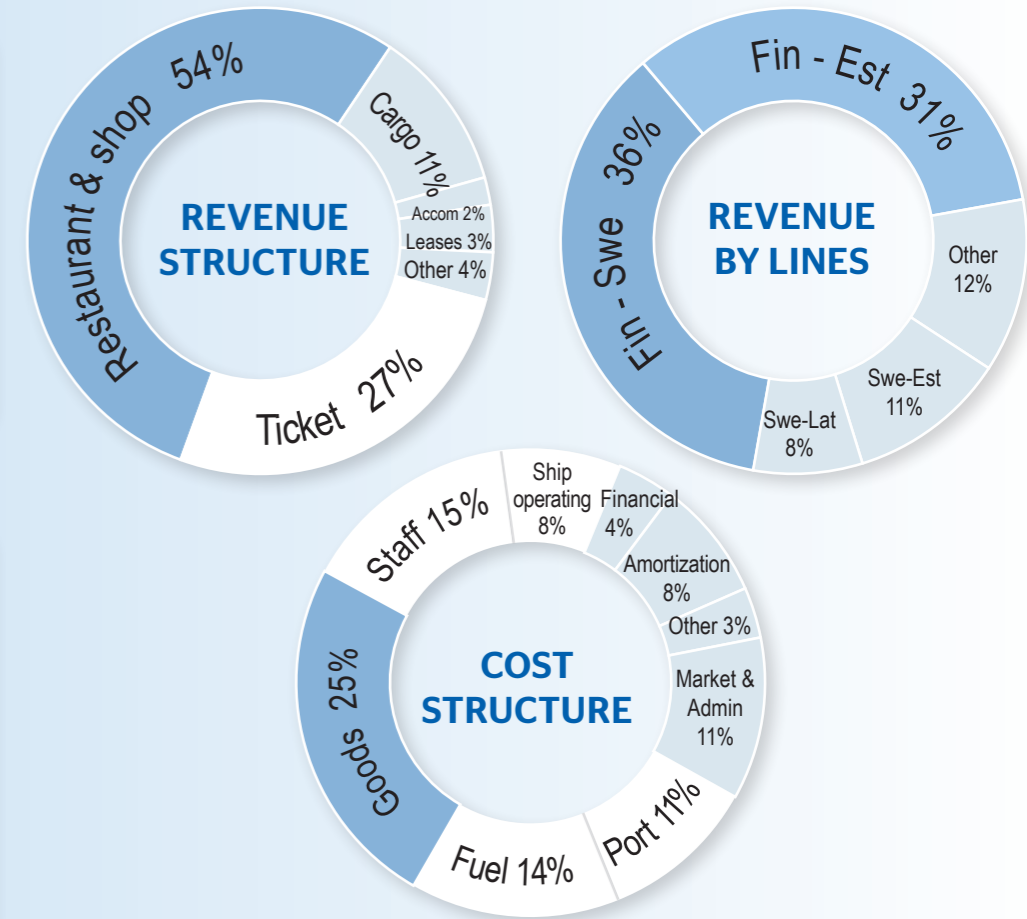 REVENUE
STRUCTURE
Restaurant & shop 54%
Cargo 11%
Accom 2%
Leases 3%
Other 4%
Ticket 27%
REVENUE
BY LINES
Fin - Swe 36%
Fin - Est 31%
Other
12%
Swe-Est
11%
Swe-Lat
8%
COST
STRUCTURE
Goods 25%
Staff 15%
Ship
operating
8%
Financial
4%
Amortization
8%
Other 3%
Market &
Admin
11%
Port 11%
Fuel 14%